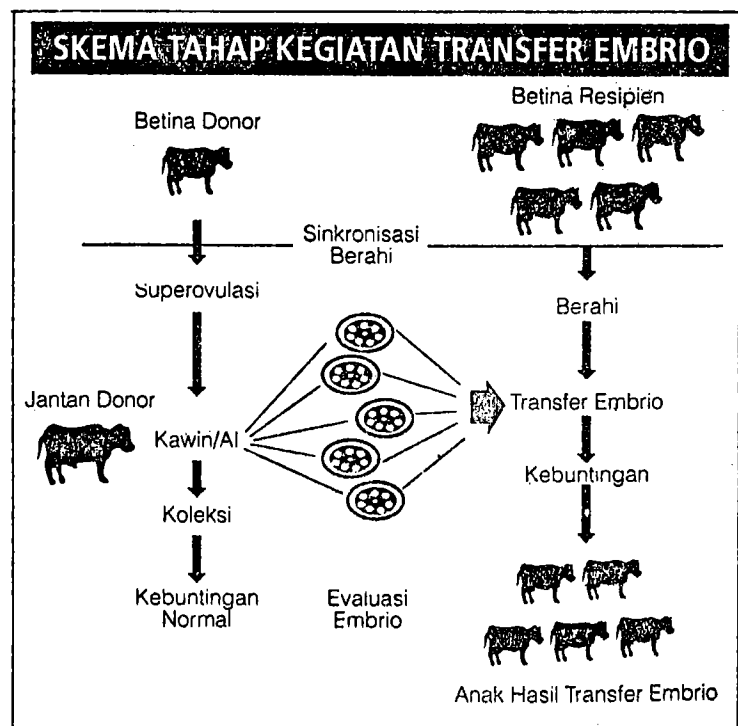 SKEMA TAHAP KEGIATAN TRANSFER EMBRIO
Betina Donor
Betina Resipien
Sinkronisasi
Berahi
Superovulasi
Berahi
Jantan Donor
Kawin/AI
Transfer Embrio
Koleksi
Kebuntingan
Kebuntingan
Normal
Evaluasi
Embrio
Anak Hasil Transfer Embrio